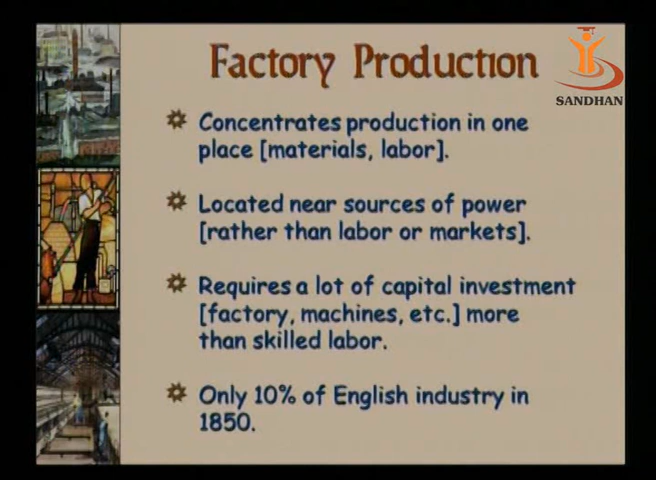 Factory Production
SANDHAN
Concentrates production in one
place [materials, labor].
Located near sources of power
[rather than labor or markets].
Requires a lot of capital investment
[factory, machines, etc.] more
than skilled labor.
Only 10% of English industry in
1850.